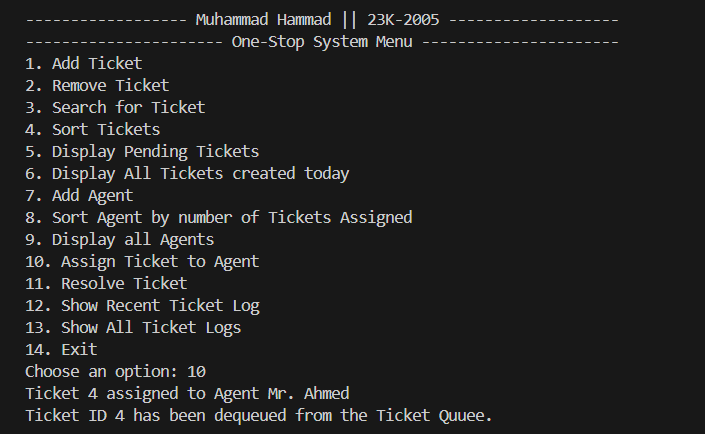 ------------------ Muhammad Hammad || 23K-2005 -------------------
---------------------- One-Stop System Menu ----------------------
1. Add Ticket
2. Remove Ticket
3. Search for Ticket
4. Sort Tickets
5. Display Pending Tickets
6. Display All Tickets created today
7. Add Agent
8. Sort Agent by number of Tickets Assigned
9. Display all Agents
10. Assign Ticket to Agent
11. Resolve Ticket
12. Show Recent Ticket Log
13. Show All Ticket Logs
14. Exit
Choose an option: 10
Ticket 4 assigned to Agent Mr. Ahmed
Ticket ID 4 has been dequeued from the Ticket Quuee.